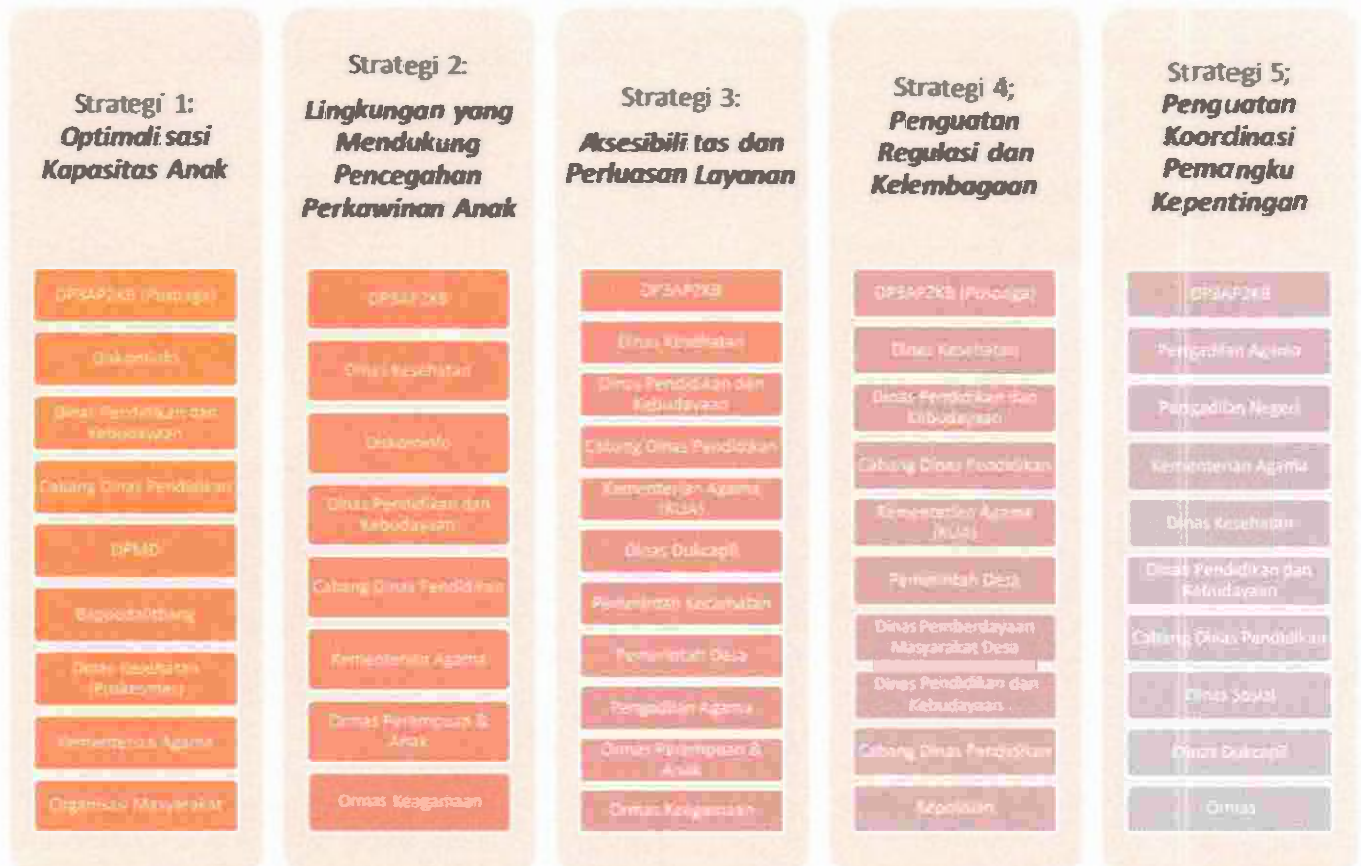 Strategi 1:
Optimalisasi
Kapasitas Anak
DP3AP2KB (Puspaga)
Diskominfo
Dinas Pendidikan dan
Kebudayaan
Cabang Dinas Pendidikan
DPMD
Bappedalitbang
Dinas Kesehatan
(Puskesmas)
Kementerian Agama
Organisasi Masyarakat
Strategi 2:
Lingkungan yang
Mendukung
Pencegahan
Perkawinan Anak
DP3AP2KB
Dinas Kesehatan
Diskominfo
Dinas Pendidikan dan
Kebudayaan
Cabang Dinas Pendidikan
Kementerian Agama
Ormas Perempuan &
Anak
Ormas Keagamaan
Strategi 3:
Aksesibilitas dan
Perluasan Layanan
DP3AP2KB
Dinas Kesehatan
Dinas Pendidikan dan
Kebudayaan
Cabang Dinas Pendidikan
Kementerian Agama
(KUA)
Dinas Dukcapil
Pemerintah Kecamatan
Pemerintah Desa
Pengadilan Agama
Ormas Perempuan &
Anak
Ormas Keagamaan
Strategi 4;
Penguatan
Regulasi dan
Kelembagaan
DP3AP2KB (Puspaga)
Dinas Kesehatan
Dinas Pendidikan dan
Kebudayaan
Cabang Dinas Pendidikan
Kementerian Agama
(KUA)
Pemerintah Desa
Dinas Pemberdayaan
Masyarakat Desa
Dinas Pendidikan dan
Kebudayaan
Cabang Dinas Pendidikan
Kepolisian
Strategi 5;
Penguatan
Koordinasi
Pemangku
Kepentingan
DP3AP2KB
Pengadilan Agama
Pengadilan Negeri
Kementerian Agama
Dinas Kesehatan
Dinas Pendidikan dan
Kebudayaan
Cabang Dinas Pendidikan
Dinas Sosial
Dinas Dukcapil
Ormas